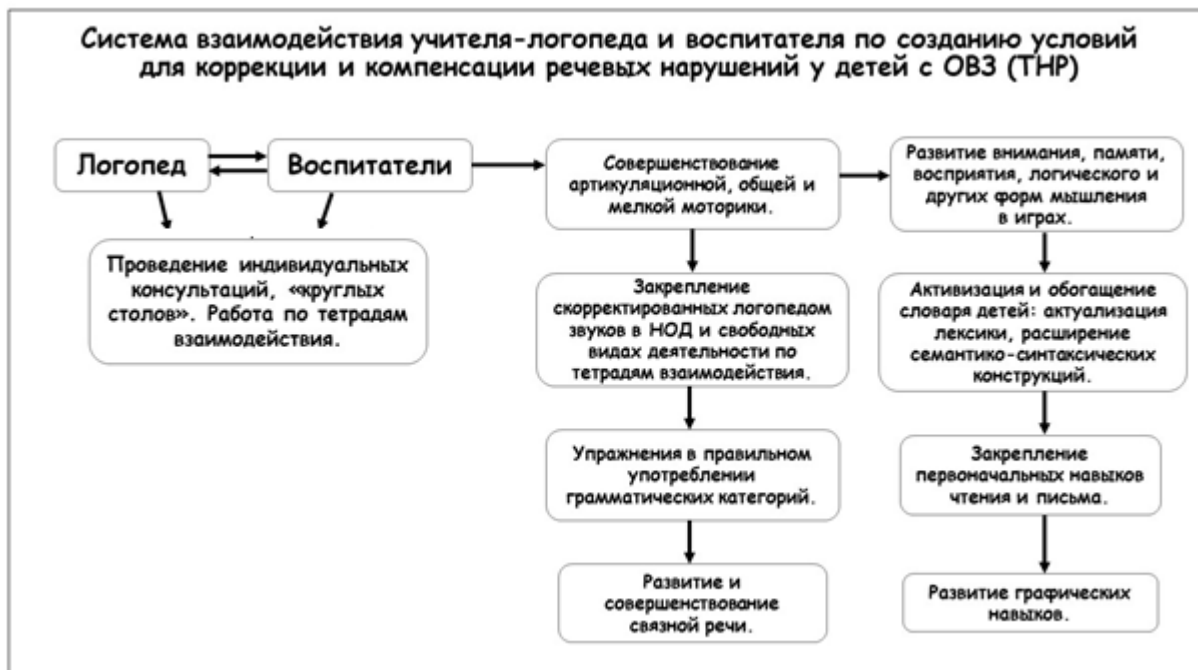 Система взаимодействия учителя-логопеда и воспитателя по созданию условий
для коррекции и компенсации речевых нарушений у детей с ОВЗ (ТНР)
Логопед
Воспитатели
Проведение индивидуальных
консультаций, «круглых
столов». Работа по тетрадям
взаимодействия.
Совершенствование
артикуляционной, общей и
мелкой моторики.
Закрепление
скорректированных логопедом
звуков в НОД и свободных
видах деятельности по
тетрадям взаимодействия.
Упражнения в правильном
употреблении
грамматических категорий.
Развитие и
совершенствование
связной речи.
Развитие внимания, памяти,
восприятия, логического и
других форм мышления
в играх.
Активизация и обогащение
словаря детей: актуализация
лексики, расширение
семантико-синтаксических
конструкций.
Закрепление
первоначальных навыков
чтения и письма.
Развитие графических
навыков.